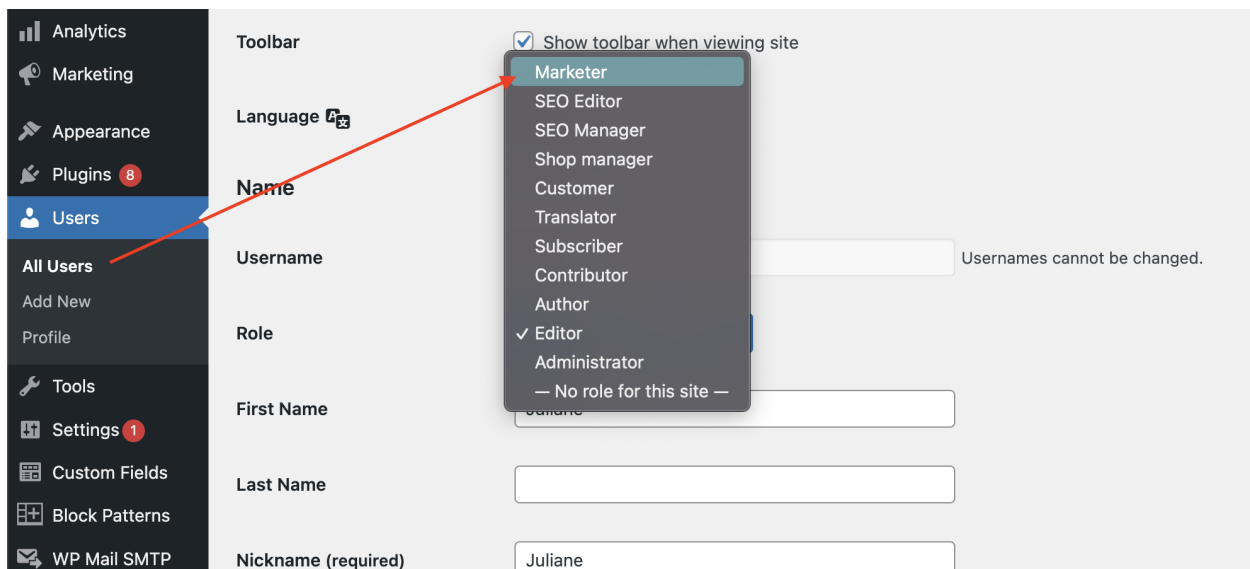 Analytics
Marketing
Appearance
Plugins 8
Users
All Users
Add New
Profile
Tools
Settings 1
Custom Fields
Block Patterns
WP Mail SMTP
Toolbar
Show toolbar when viewing site
Language
Name
Username
Usernames cannot be changed.
Role
Marketer
SEO Editor
SEO Manager
Shop manager
Customer
Translator
Subscriber
Contributor
Author
✓ Editor
Administrator
— No role for this site —
First Name
Juliane
Last Name
Nickname (required)
Juliane